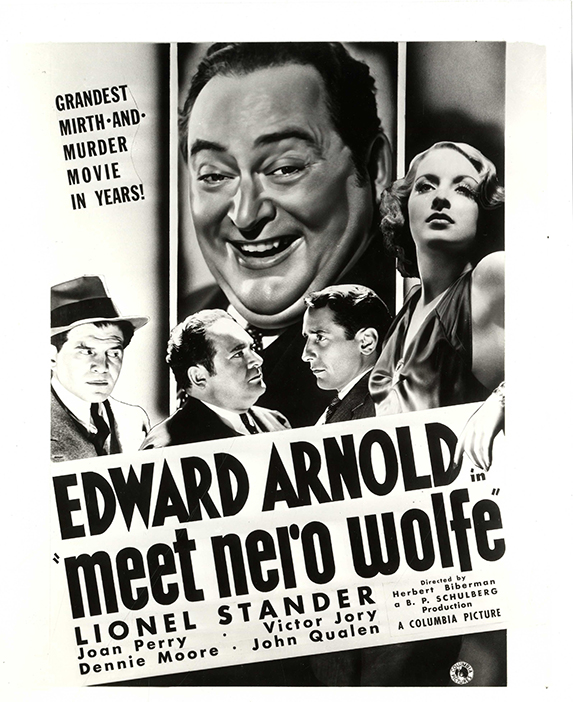 GRANDEST
MIRTH-AND-
MURDER
MOVIE
IN YEARS!
EDWARD ARNOLD
in
"meet nero wolfe"
LIONEL STANDER
Joan Perry · Victor Jory
Dennie Moore · John Qualen
Directed by
Herbert Biberman
a B. P. SCHULBERG
Production
A COLUMBIA PICTURE